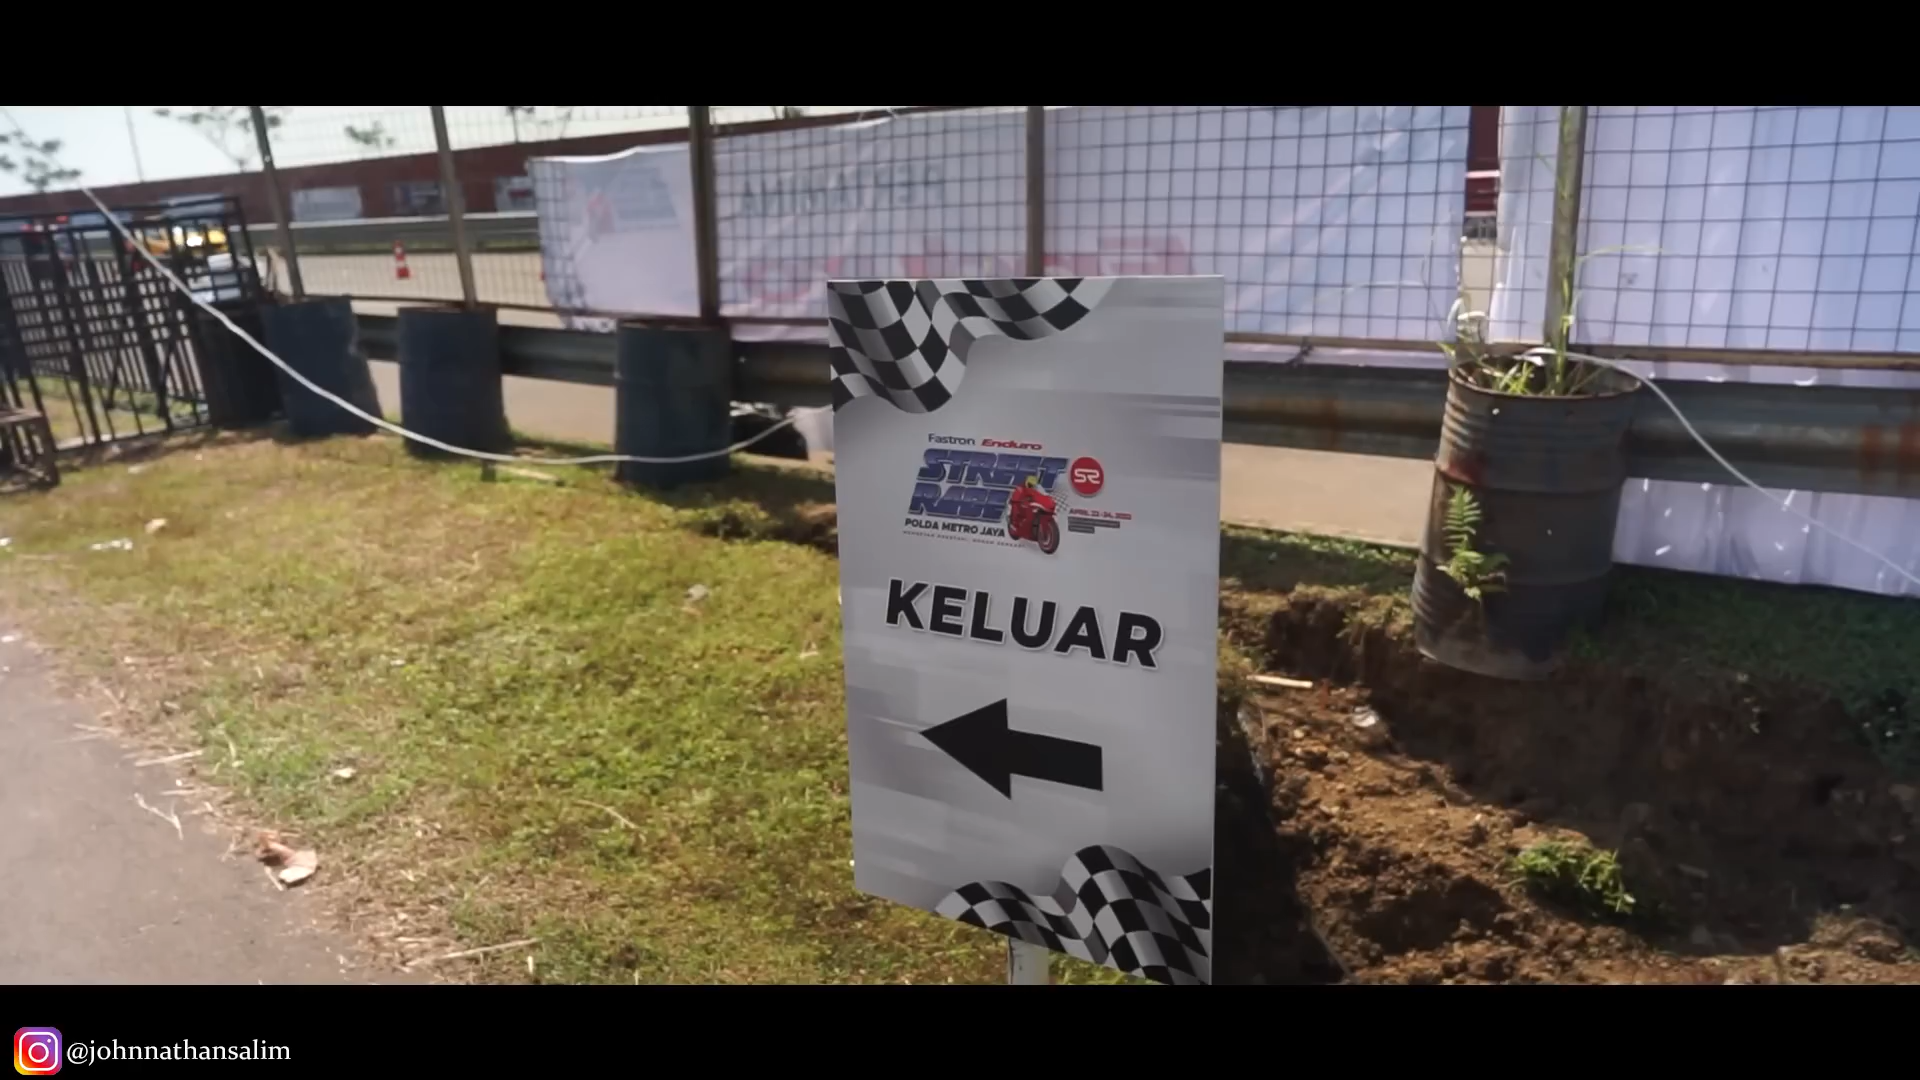 Fastron Enduro
STREET
RACE
SR
POLDA METRO JAYA
KELUAR
@johnnathansalim